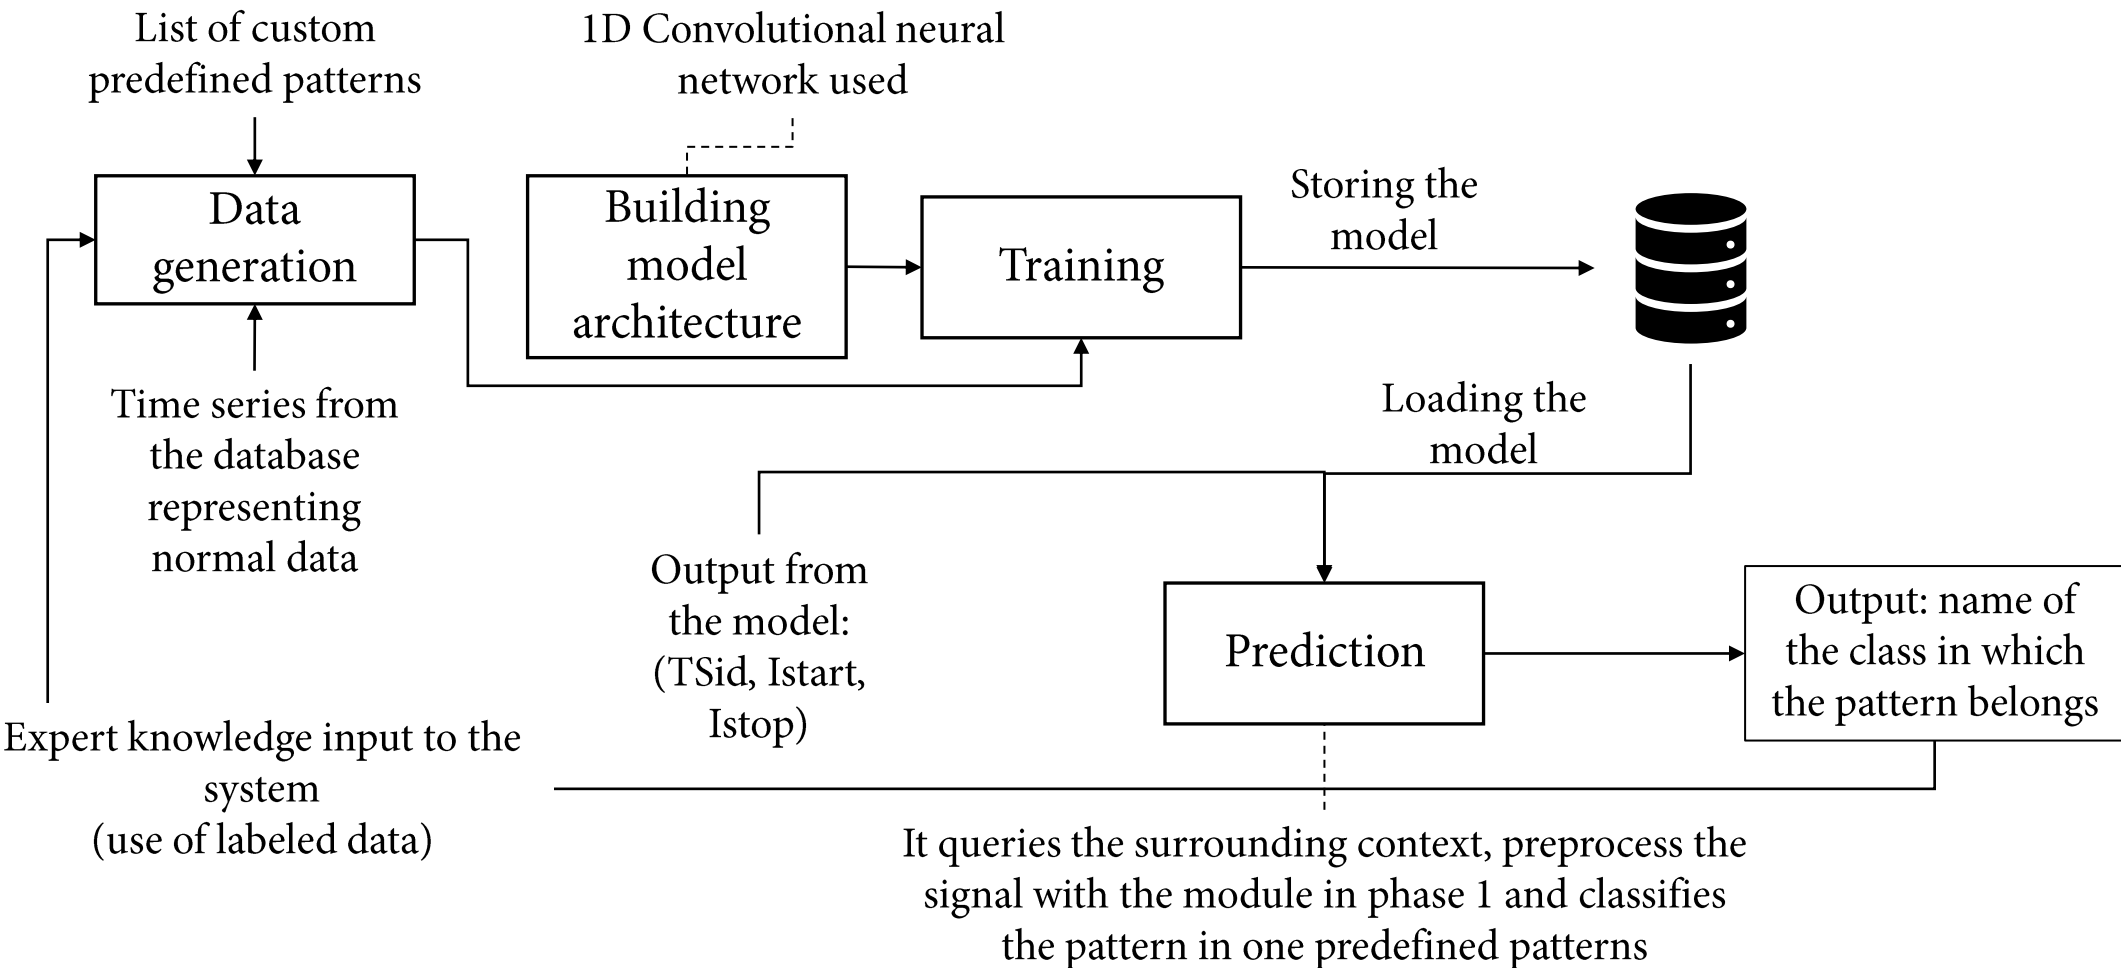 List of custom
predefined patterns
1D Convolutional neural
network used
Data
generation
Building
model
architecture
Training
Storing the
model
Time series from
the database
representing
normal data
Loading the
model
Output from
the model:
(TSid, Istart,
Istop)
Prediction
Output: name of
the class in which
the pattern belongs
Expert knowledge input to the
system
(use of labeled data)
It queries the surrounding context, preprocess the
signal with the module in phase 1 and classifies
the pattern in one predefined patterns